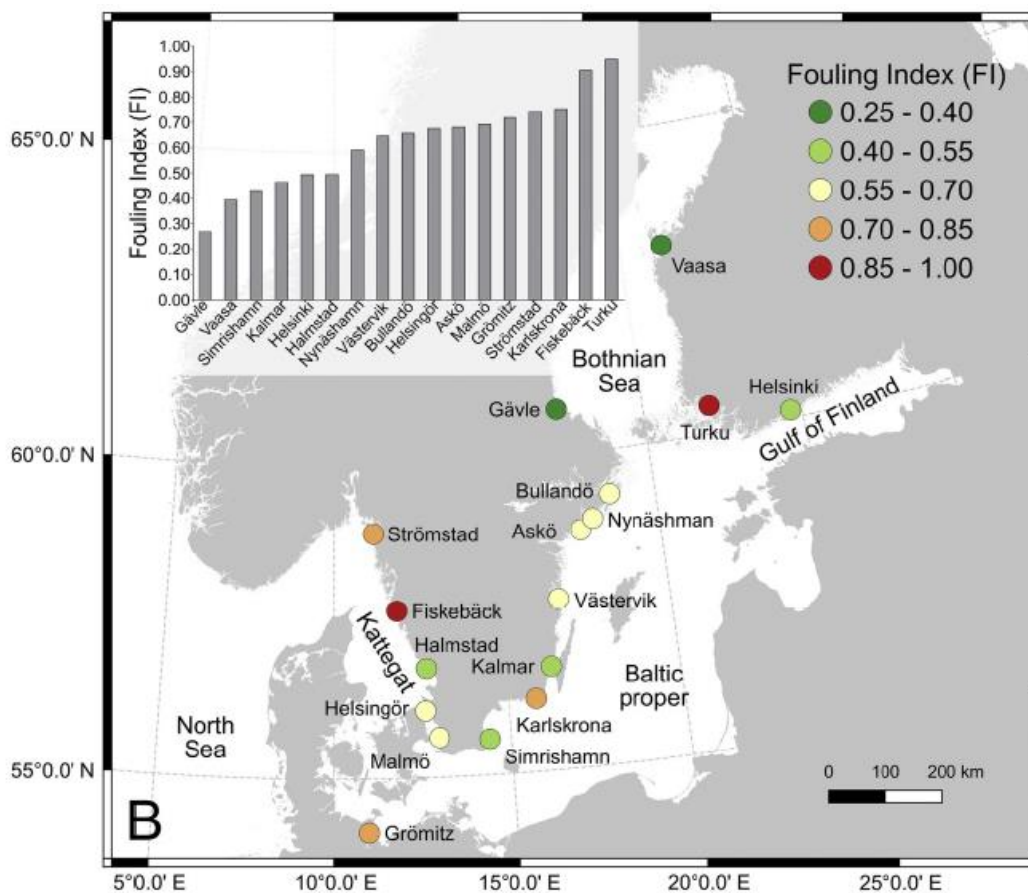 1.00
0.90
0.80
0.70
0.60
0.50
0.40
0.30
0.20
0.10
0.00
Fouling Index (FI)
Gävle
Vaasa
Simrishamn
Kalmar
Helsinki
Halmstad
Nynäshamn
Västervik
Bullandö
Helsingör
Askö
Malmö
Grömitz
Strömstad
Karlskrona
Fiskebäck
Turku
Fouling Index (FI)
0.25 - 0.40
0.40 - 0.55
0.55 - 0.70
0.70 - 0.85
0.85 - 1.00
65°0.0' N
60°0.0' N
55°0.0' N
Vaasa
Bothnian
Sea
Helsinki
Gävle
Turku
Gulf of Finland
Bullandö
Nynäshman
Askö
Strömstad
Västervik
Fiskebäck
Kattegat
Halmstad
Kalmar
Baltic
proper
Helsingör
Karlskrona
North
Sea
Malmö
Simrishamn
0 100 200 km
B
Grömitz
5°0.0' E
10°0.0' E
15°0.0' E
20°0.0' E
25°0.0' E